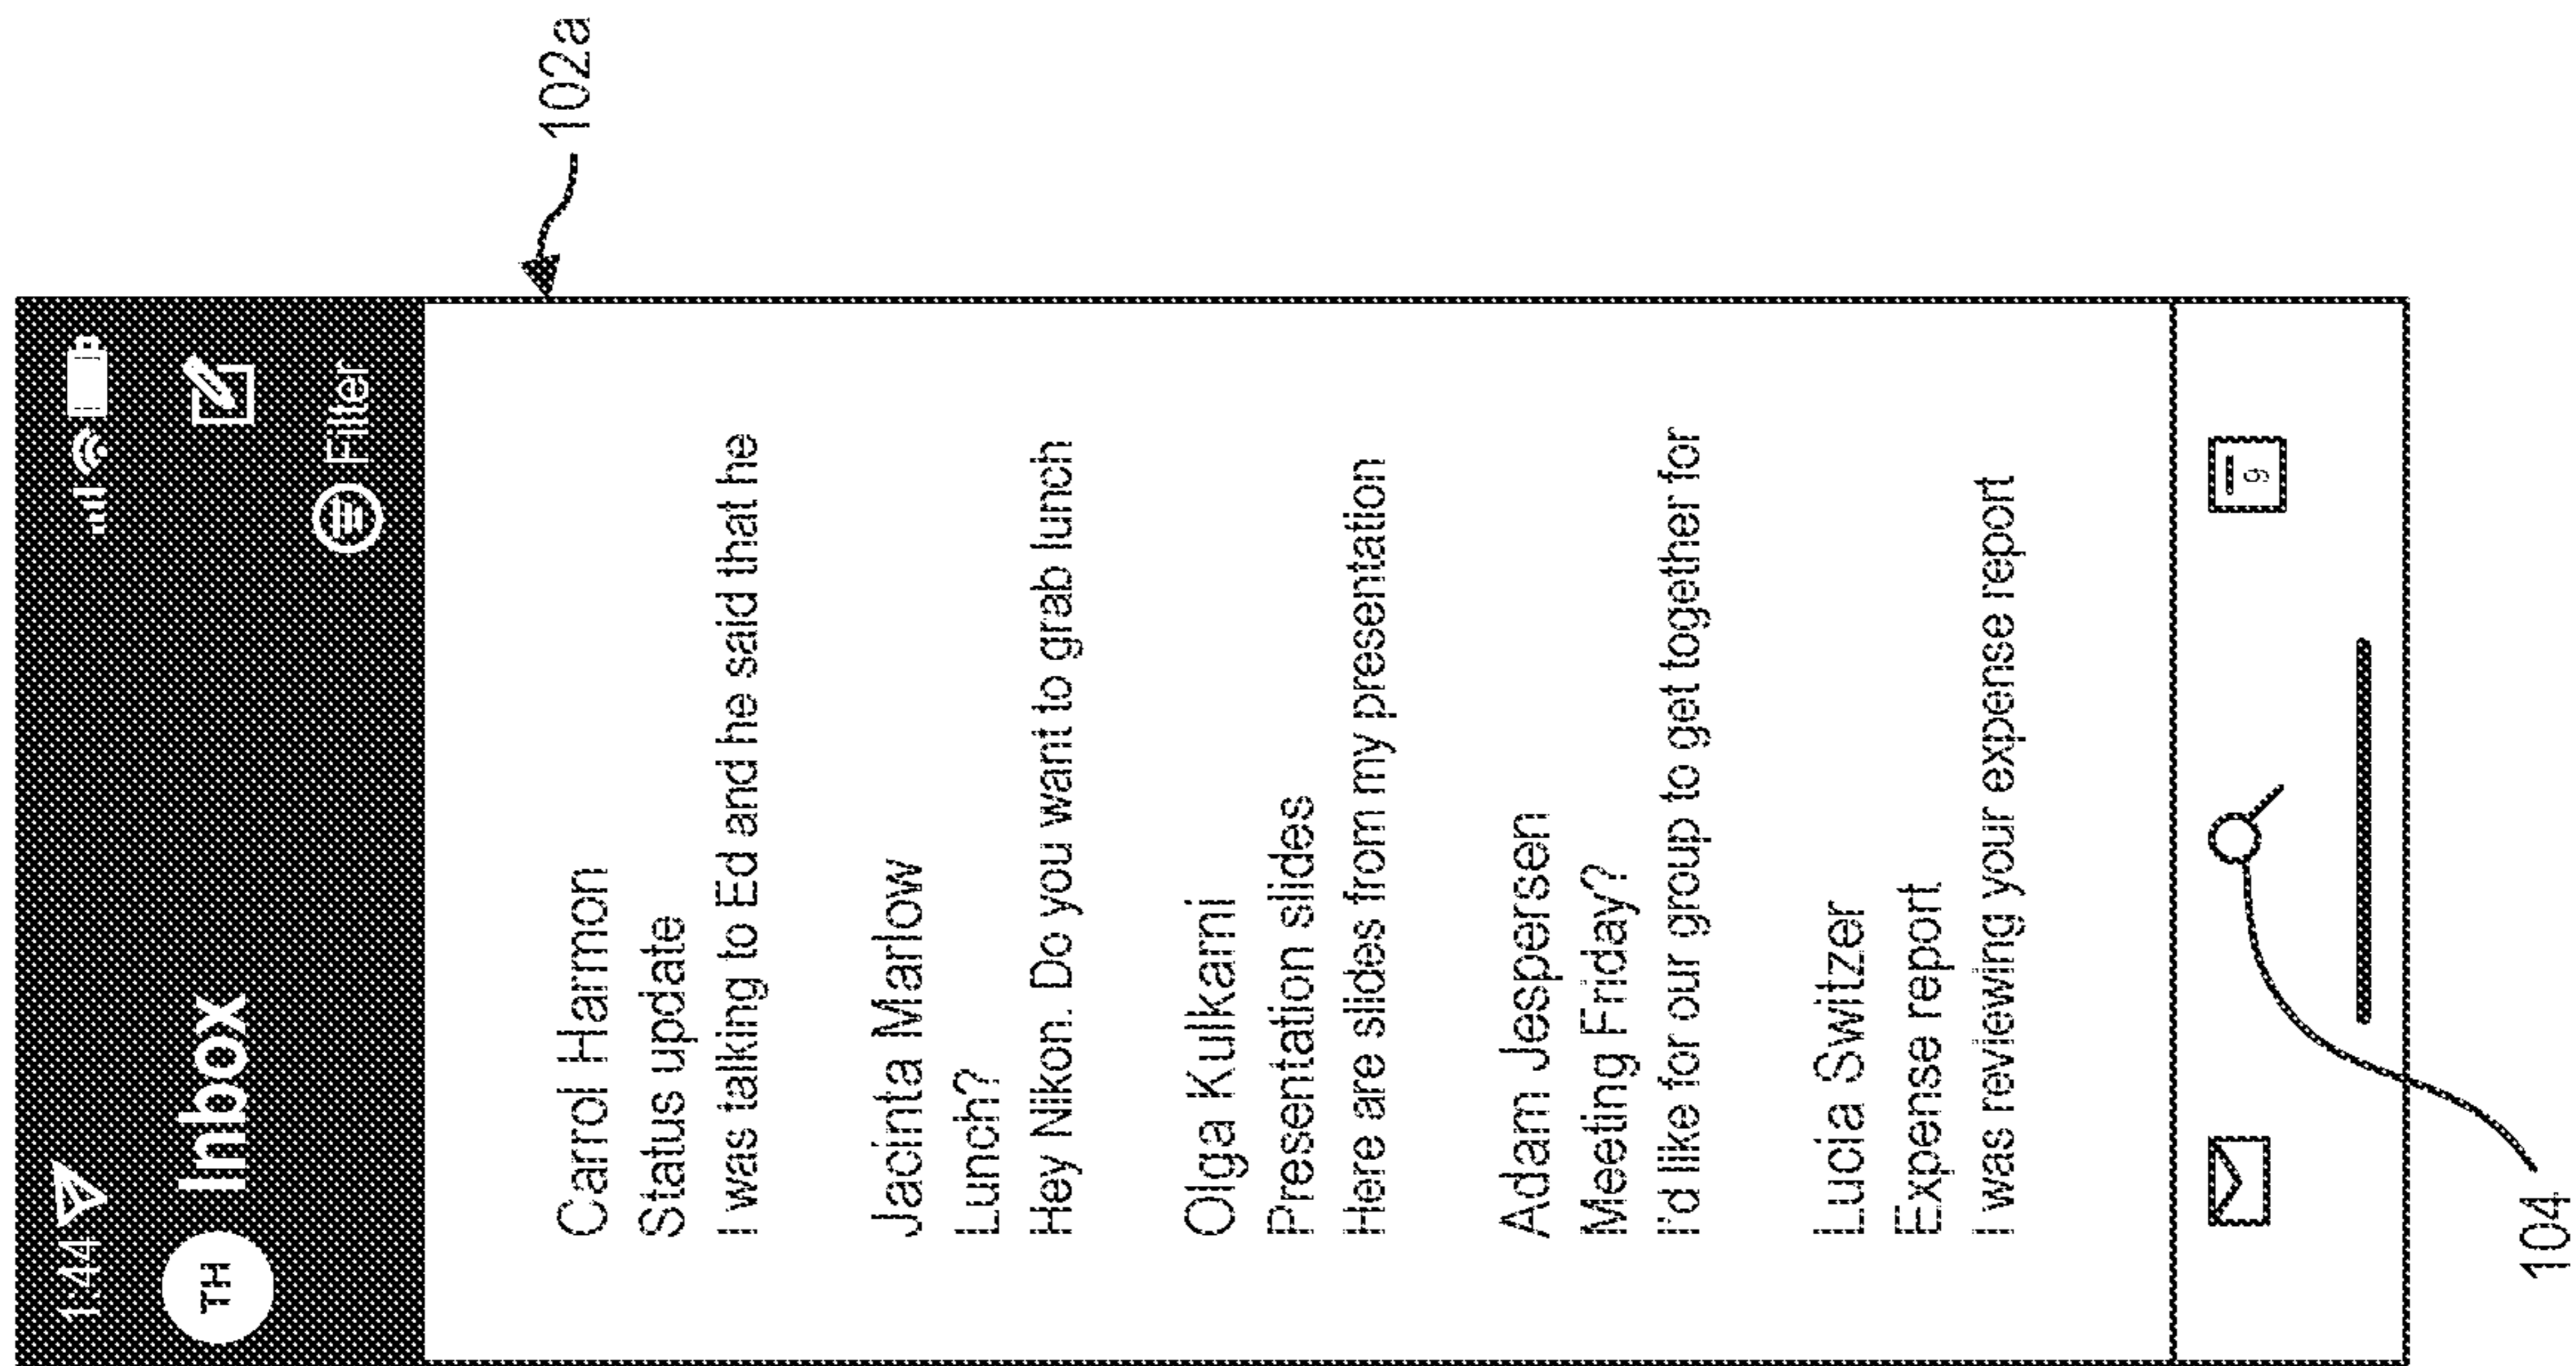 1:44
TH Inbox
Filter
Carrol Harmon
Status update
I was talking to Ed and he said that he
Jacinta Marlow
Lunch?
Hey Nikon. Do you want to grab lunch
Olga Kulkarni
Presentation slides
Here are slides from my presentation
Adam Jespersen
Meeting Friday?
I'd like for our group to get together for
Lucia Switzer
Expense report
I was reviewing your expense report
9
102a
104